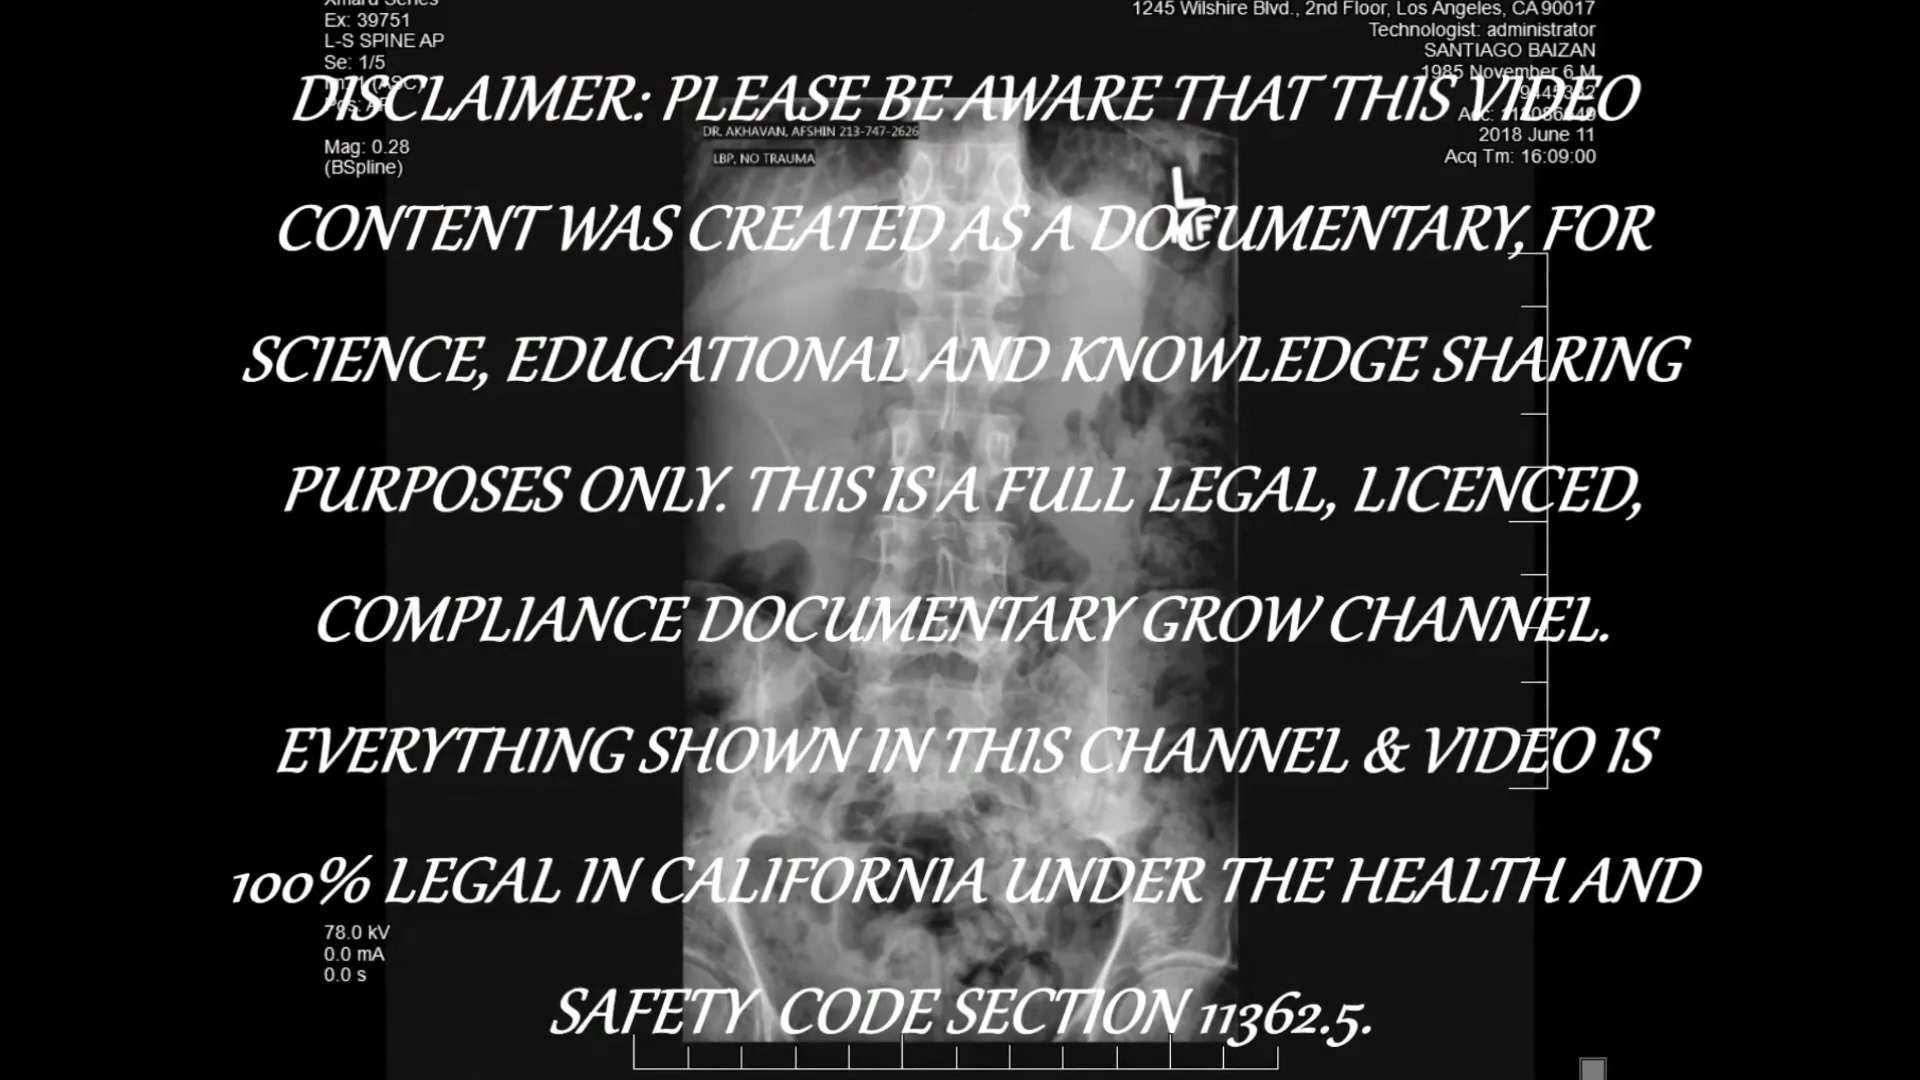 Ex: 39751
L-S SPINE AP
Se: 1/5
Mag: 0.28
(BSpline)
1245 Wilshire Blvd., 2nd Floor, Los Angeles, CA 90017
Technologist: administrator
SANTIAGO BAIZAN
1985 November 6 M
2018 June 11
Acq Tm: 16:09:00
DR. AKHAVAN, AFSHIN 213-747-2626
LBP, NO TRAUMA
L
MF
DISCLAIMER: PLEASE BE AWARE THAT THIS VIDEO
CONTENT WAS CREATED AS A DOCUMENTARY, FOR
SCIENCE, EDUCATIONAL AND KNOWLEDGE SHARING
PURPOSES ONLY. THIS IS A FULL LEGAL, LICENCED,
COMPLIANCE DOCUMENTARY GROW CHANNEL.
EVERYTHING SHOWN IN THIS CHANNEL & VIDEO IS
100% LEGAL IN CALIFORNIA UNDER THE HEALTH AND
SAFETY CODE SECTION 11362.5.
78.0 kV
0.0 mA
0.0 s